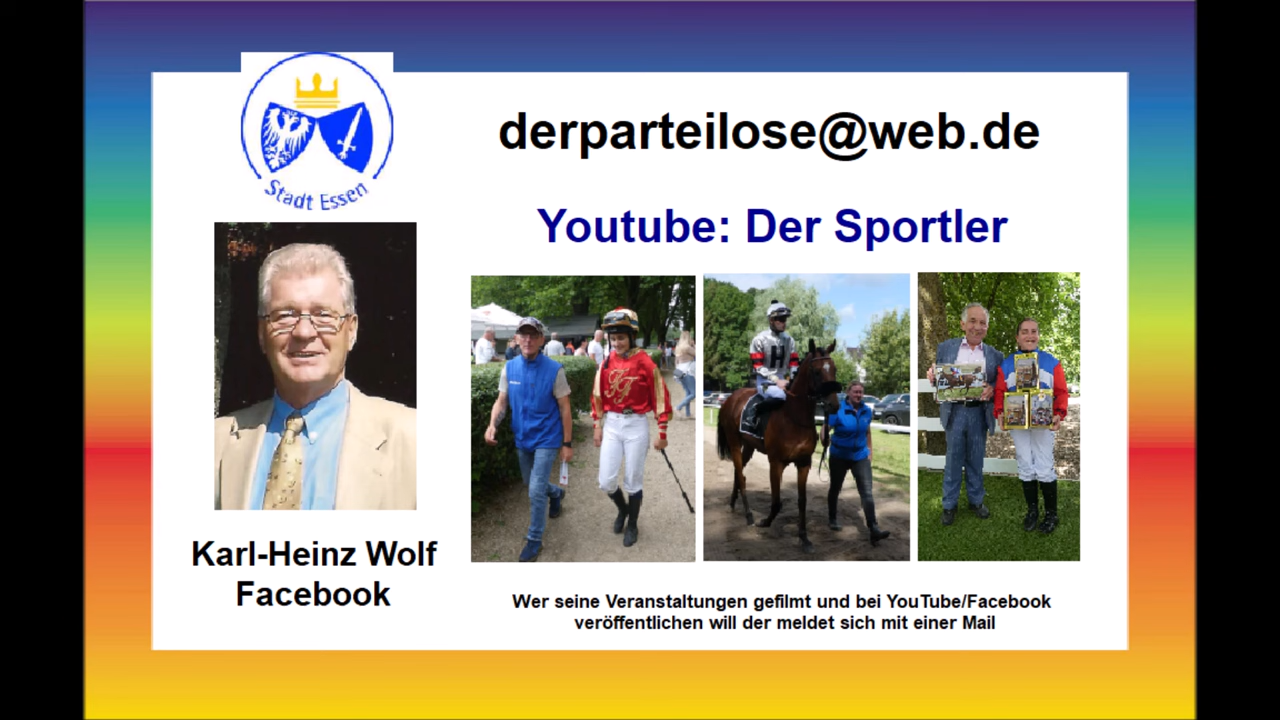 Stadt Essen
derparteilose@web.de
Youtube: Der Sportler
H
Karl-Heinz Wolf
Facebook
Wer seine Veranstaltungen gefilmt und bei YouTube/Facebook
veröffentlichen will der meldet sich mit einer Mail